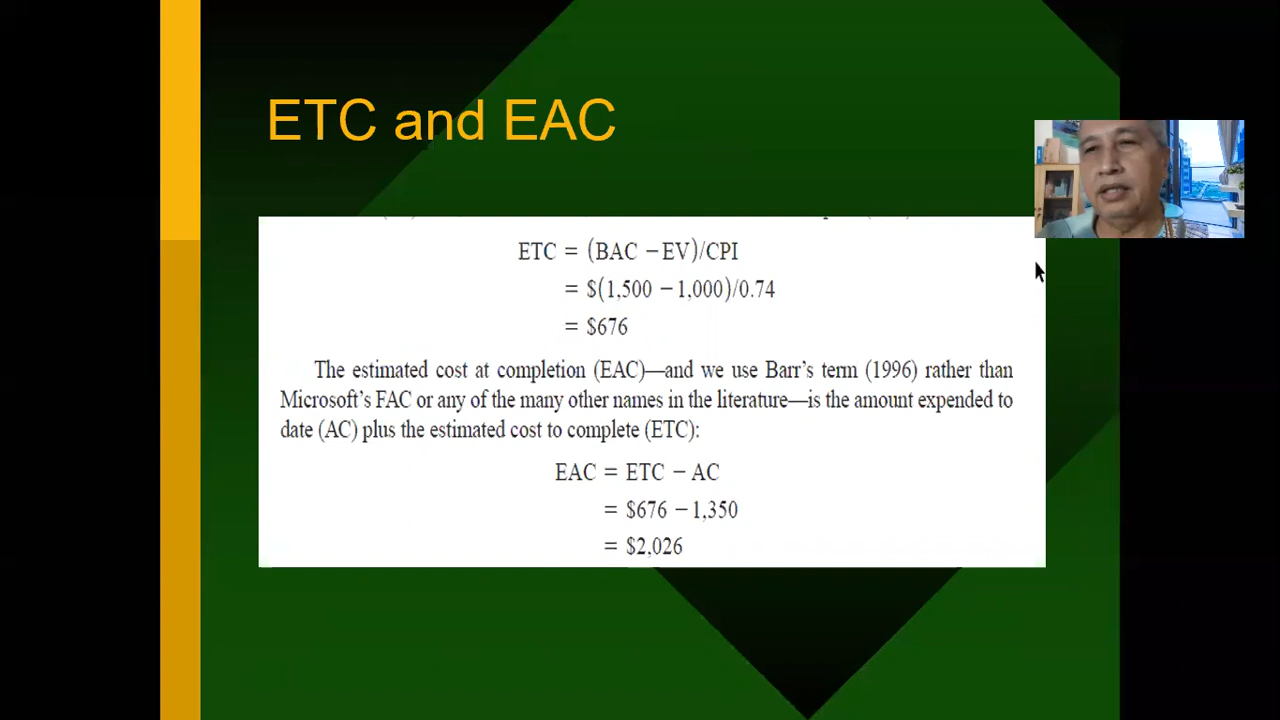 ETC and EAC
ETC = (BAC −EV)/CPI
= $(1,500 −1,000)/0.74
= $676
The estimated cost at completion (EAC)—and we use Barr’s term (1996) rather than
Microsoft’s FAC or any of the many other names in the literature—is the amount expended to
date (AC) plus the estimated cost to complete (ETC):
EAC = ETC − AC
= $676 −1,350
= $2,026